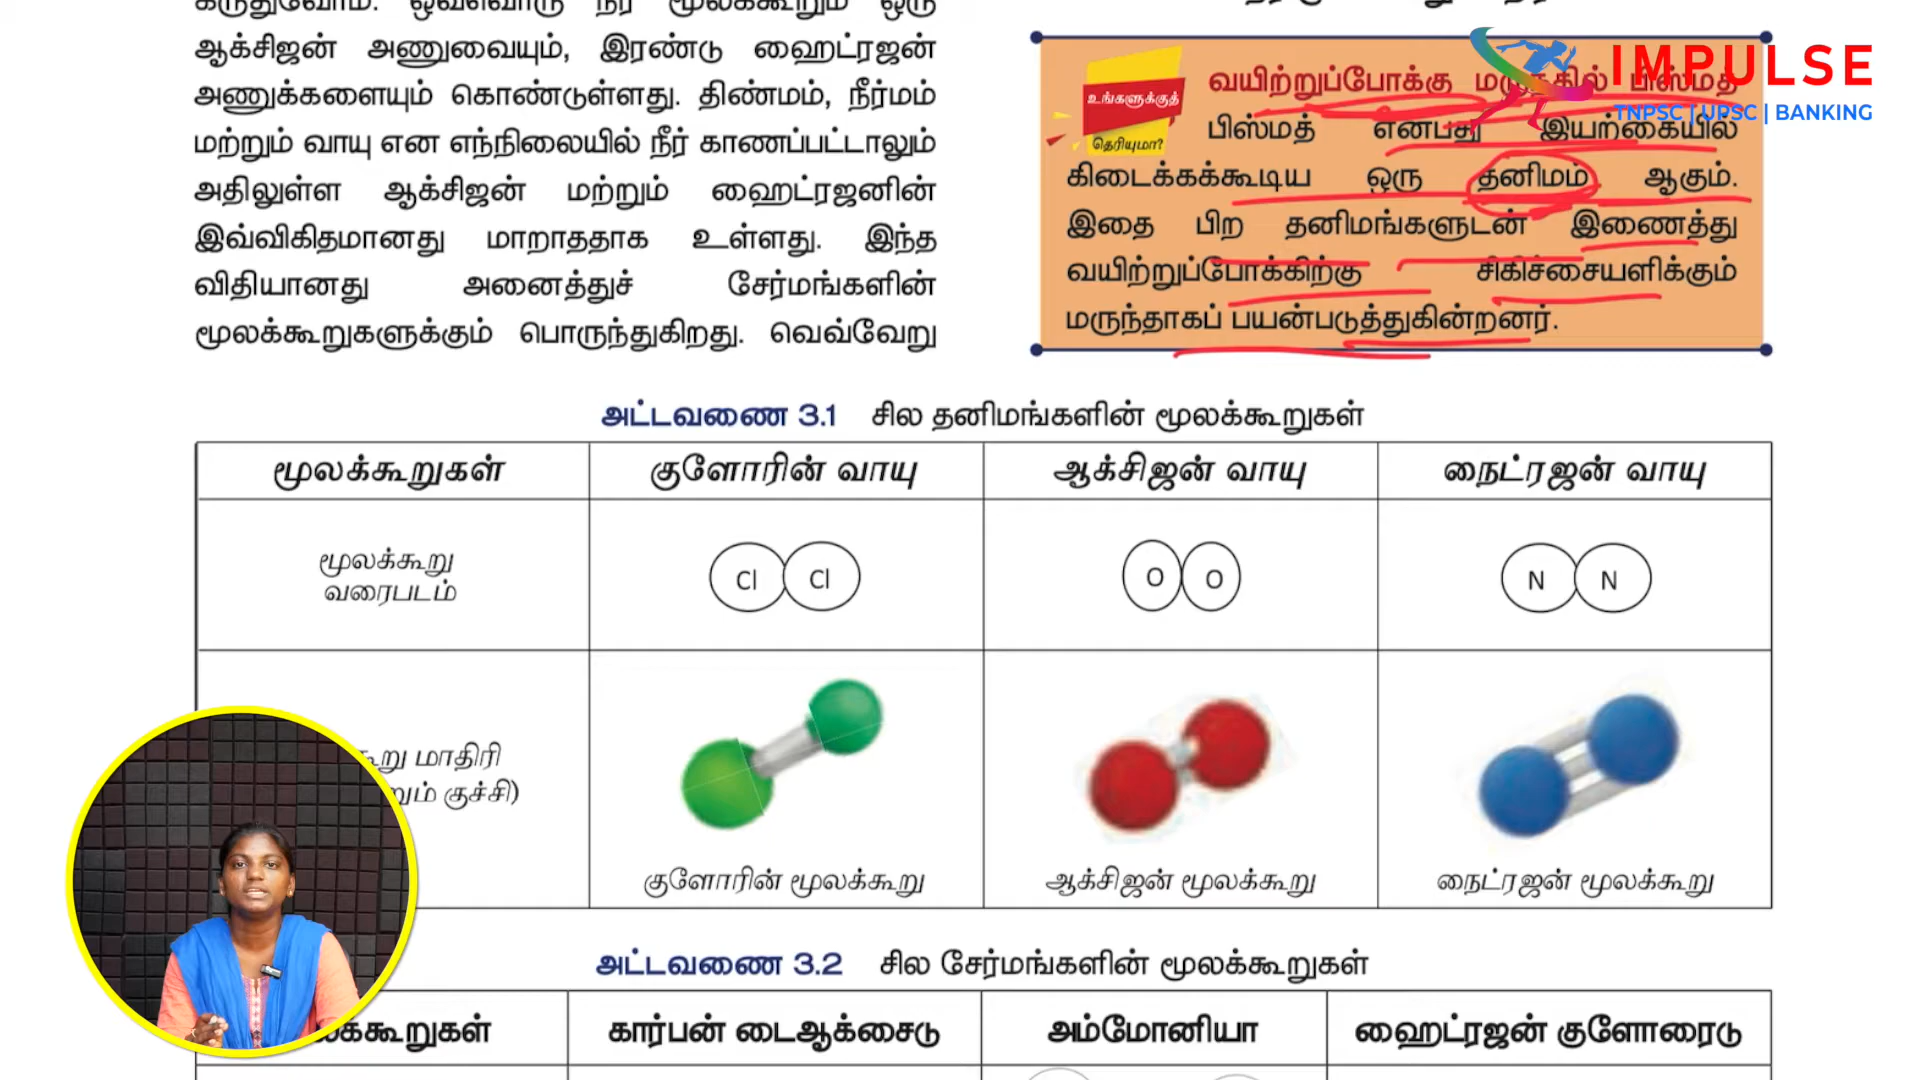 ஆக்சிஜன் அணுவையும், இரண்டு ஹைட்ரஜன்
அணுக்களையும் கொண்டுள்ளது. திண்மம், நீர்மம்
மற்றும் வாயு என எந்நிலையில் நீர் காணப்பட்டாலும்
அதிலுள்ள ஆக்சிஜன் மற்றும் ஹைட்ரஜனின்
இவ்விகிதமானது மாறாததாக உள்ளது. இந்த
விதியானது அனைத்துச் சேர்மங்களின்
மூலக்கூறுகளுக்கும் பொருந்துகிறது. வெவ்வேறு
உங்களுக்குத்
தெரியுமா?
வயிற்றுப்போக்கு மருந்தில் பிஸ்மத்
பிஸ்மத் என்பது இயற்கையில்
கிடைக்கக்கூடிய ஒரு தனிமம் ஆகும்.
இதை பிற தனிமங்களுடன் இணைத்து
வயிற்றுப்போக்கிற்கு சிகிச்சையளிக்கும்
மருந்தாகப் பயன்படுத்துகின்றனர்.
IMPULSE
TNPSC | UPSC | BANKING
அட்டவணை 3.1 சில தனிமங்களின் மூலக்கூறுகள்
மூலக்கூறுகள் குளோரின் வாயு ஆக்சிஜன் வாயு நைட்ரஜன் வாயு
மூலக்கூறு
வரைபடம்
Cl Cl O O N N
மாதிரி
குச்சி)
குளோரின் மூலக்கூறு ஆக்சிஜன் மூலக்கூறு நைட்ரஜன் மூலக்கூறு
அட்டவணை 3.2 சில சேர்மங்களின் மூலக்கூறுகள்
கார்பன் டைஆக்சைடு அம்மோனியா ஹைட்ரஜன் குளோரைடு